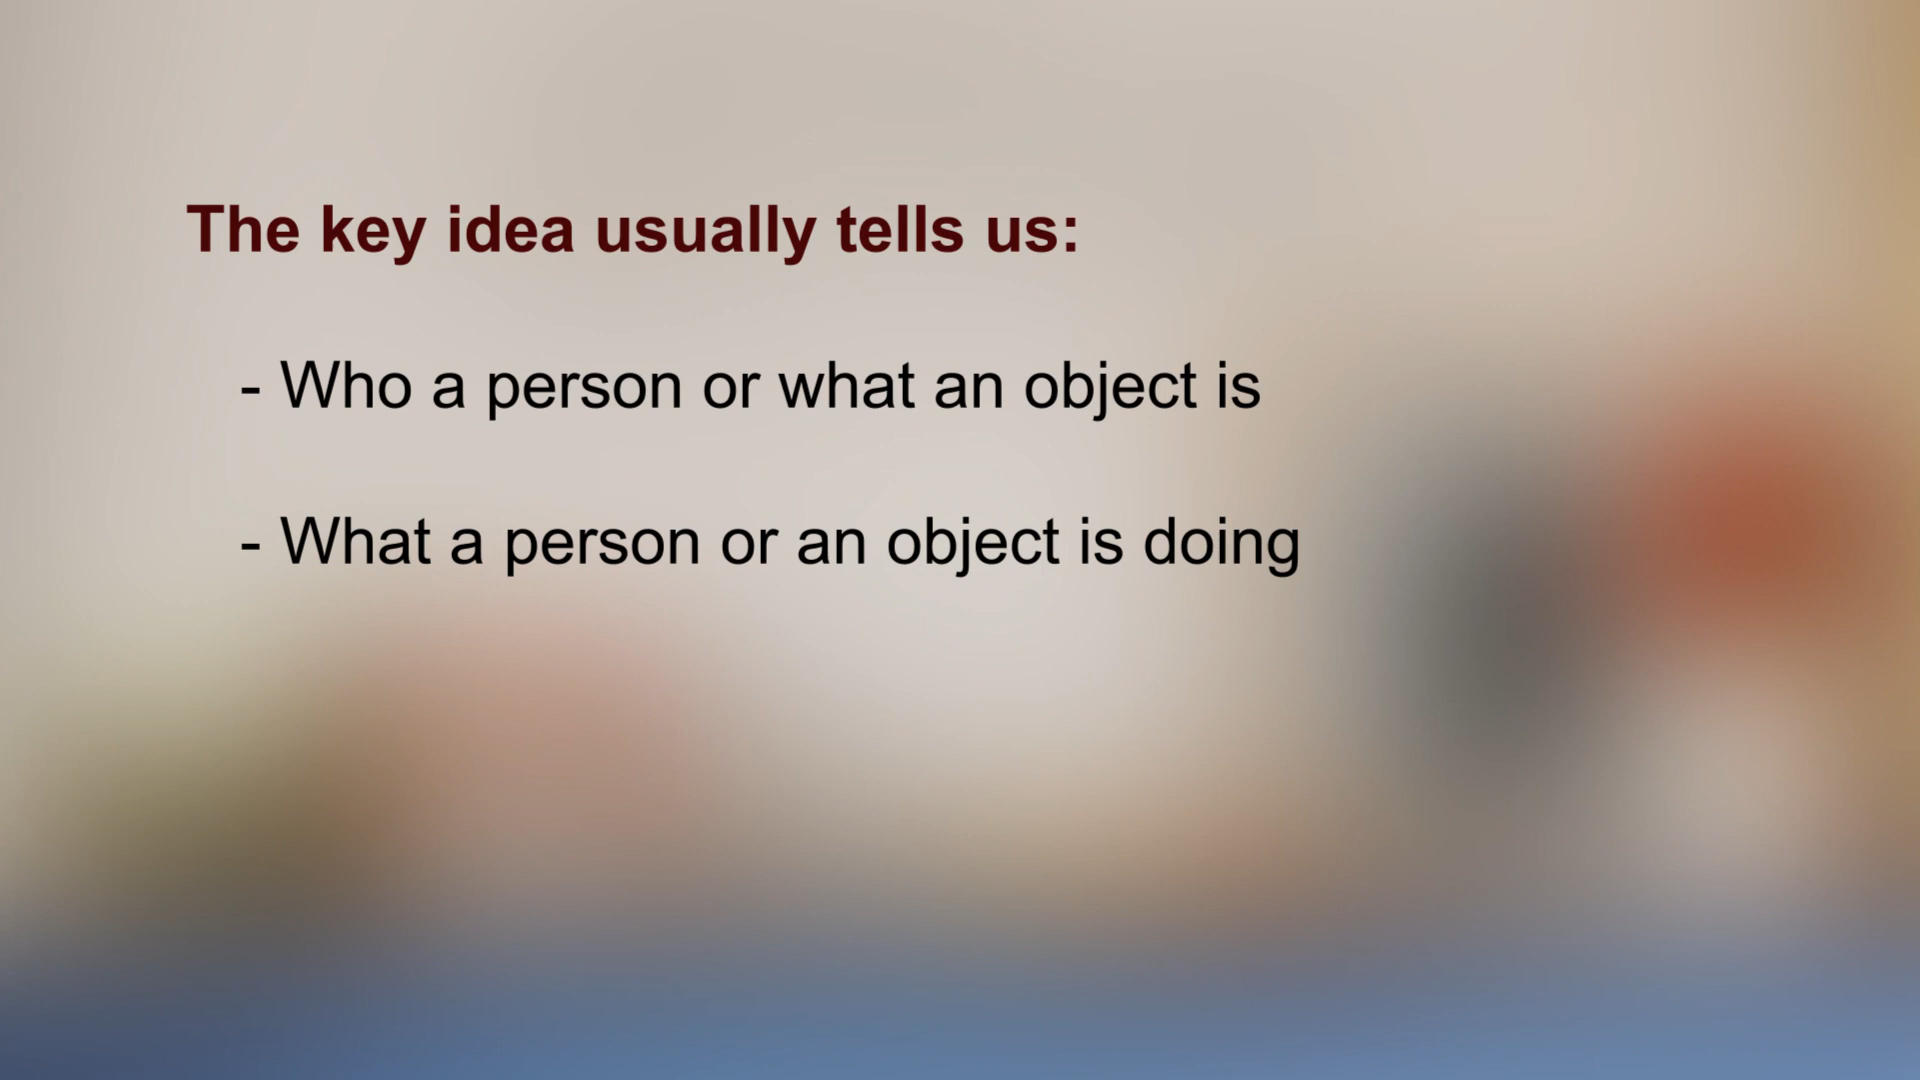 The key idea usually tells us:
- Who a person or what an object is
- What a person or an object is doing